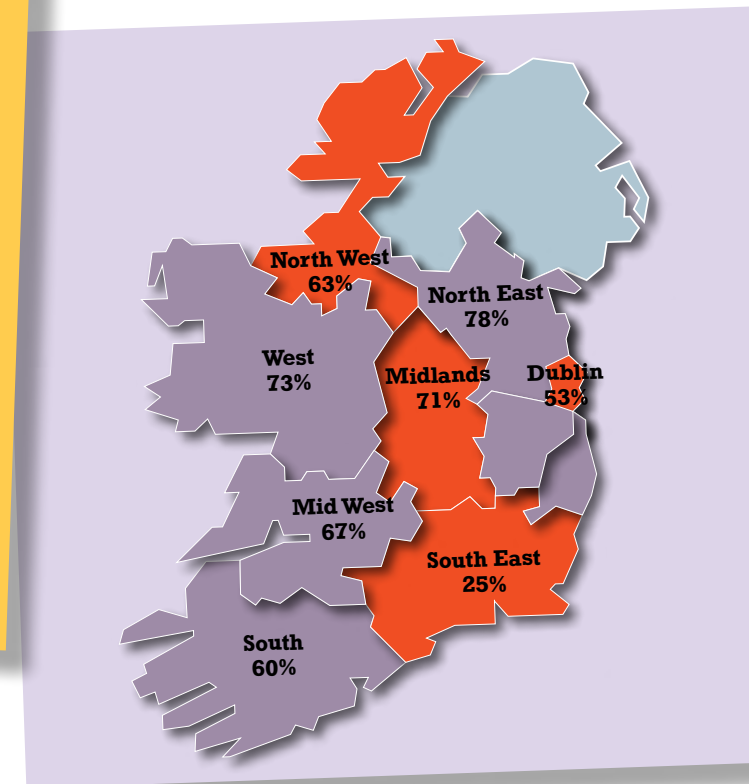 North West
63%
North East
78%
West
73%
Midlands
71%
Dublin
53%
Mid West
67%
South East
25%
South
60%